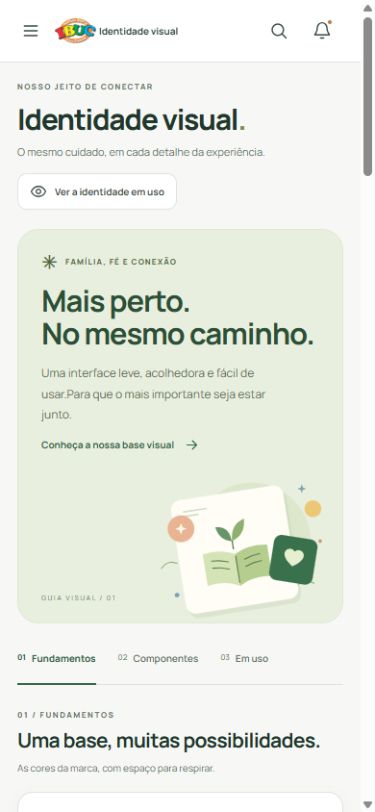 IBUC Identidade visual
NOSSO JEITO DE CONECTAR
Identidade visual.
O mesmo cuidado, em cada detalhe da experiência.
Ver a identidade em uso
FAMÍLIA, FÉ E CONEXÃO
Mais perto.
No mesmo caminho.
Uma interface leve, acolhedora e fácil de
usar.Para que o mais importante seja estar
junto.
Conheça a nossa base visual →
GUIA VISUAL / 01
01 Fundamentos 02 Componentes 03 Em uso
01 / FUNDAMENTOS
Uma base, muitas possibilidades.
As cores da marca, com espaço para respirar.